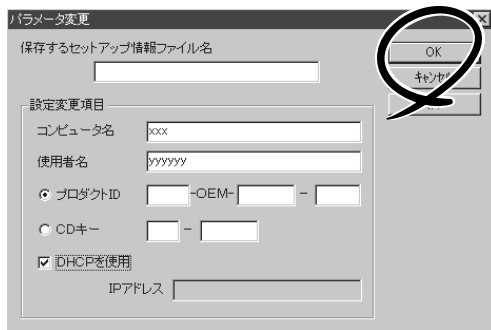 パラメータ変更
保存するセットアップ情報ファイル名
OK
キャンセル
設定変更項目
コンピュータ名 xxx
使用者名 yyyyyy
プロダクトID -OEM- -
CDキー -
DHCPを使用
IPアドレス